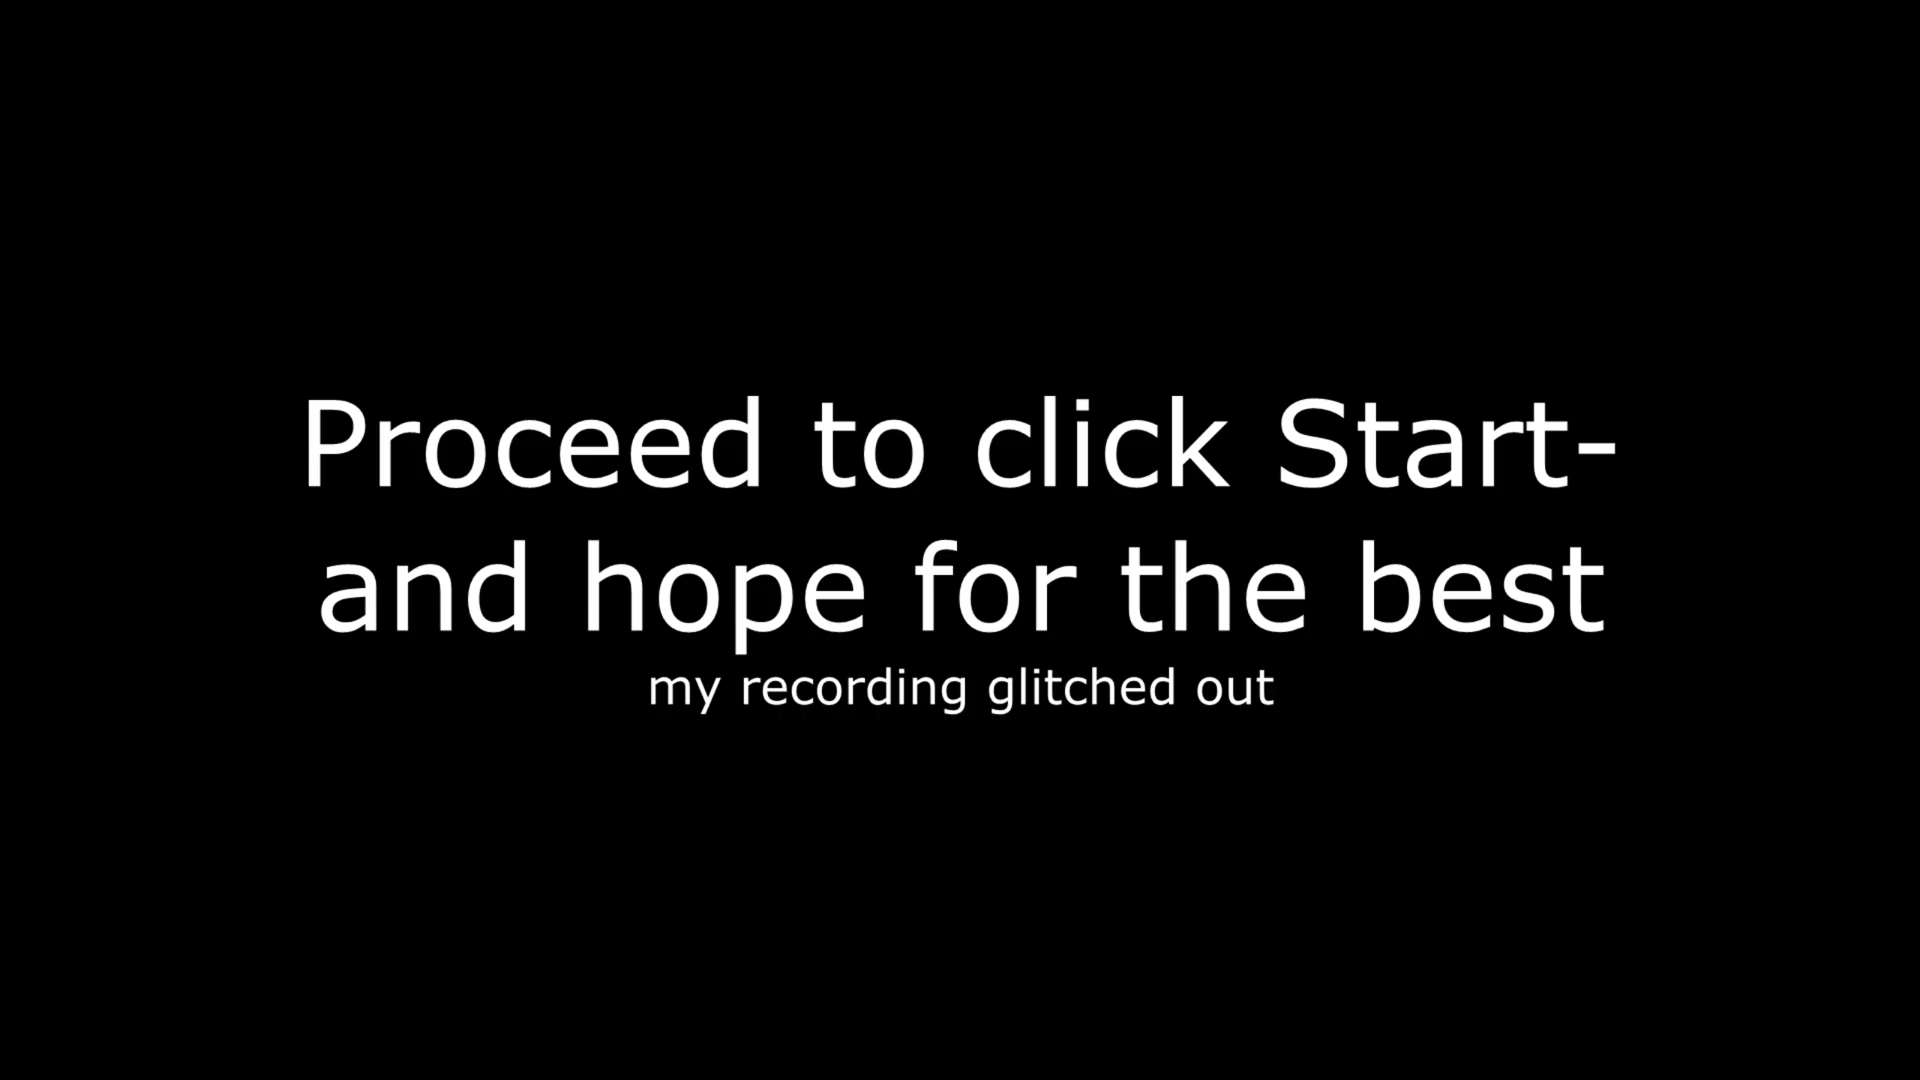 Proceed to click Start-
and hope for the best
my recording glitched out